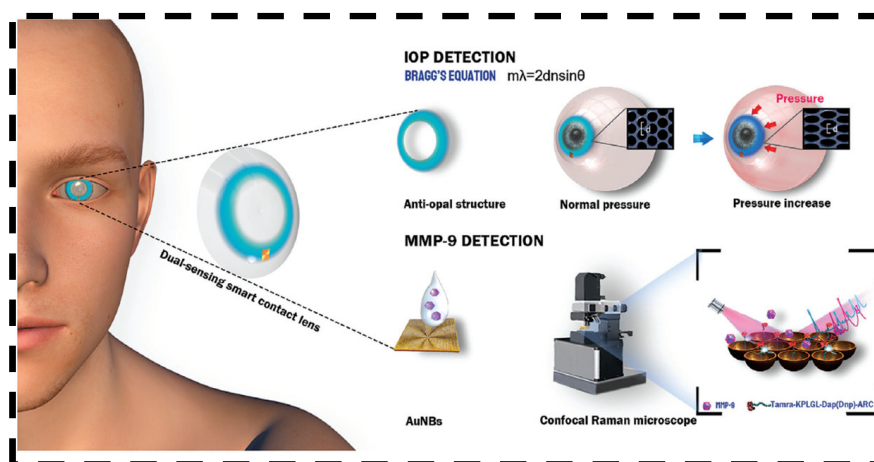 IOP DETECTION
BRAGG'S EQUATION mλ=2dnsinθ
Pressure
d
d
Anti-opal structure
Normal pressure
Pressure increase
Dual-sensing smart contact lens
MMP-9 DETECTION
AuNBs
Confocal Raman microscope
MMP-9
Tamra-KPLGL-Dap(Dnp)-ARC